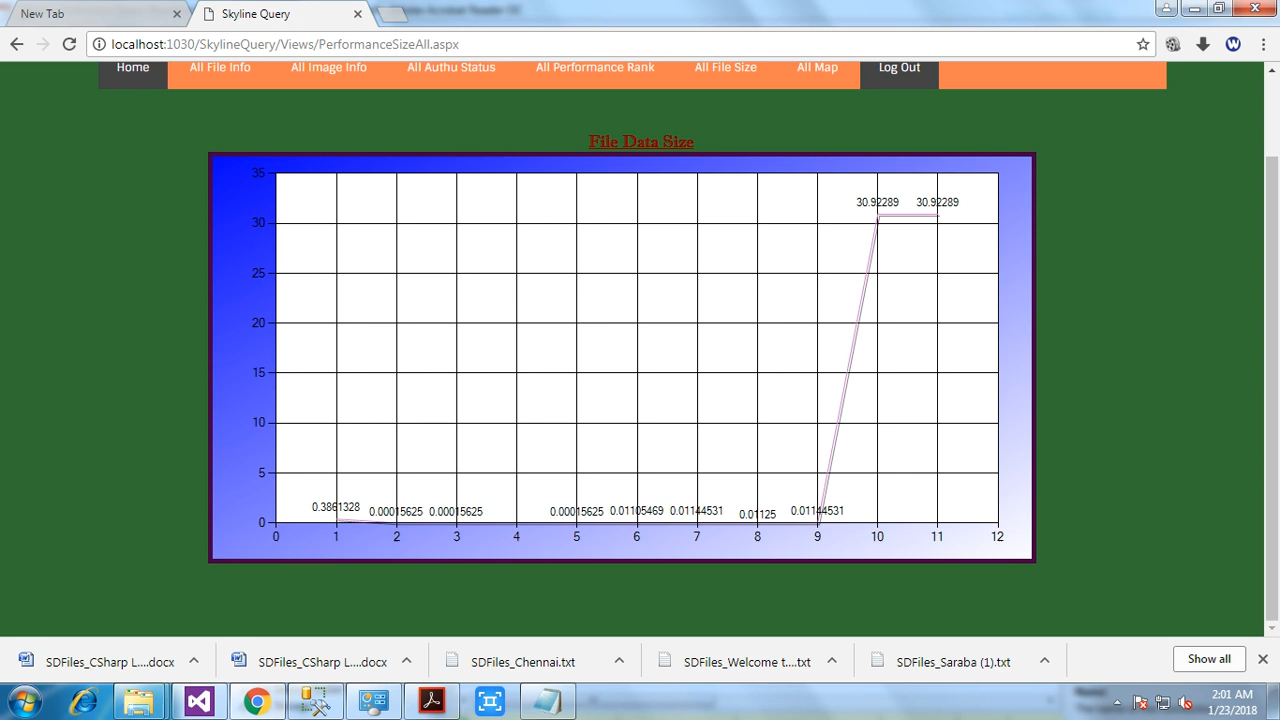 New Tab
Skyline Query
localhost:1030/SkylineQuery/Views/PerformanceSizeAll.aspx
Home All File Info All Image Info All Authu Status All Performance Rank All File Size All Map Log Out
File Data Size
35
30.92289 30.92289
30
25
20
15
10
5
0.3861328 0.00015625 0.00015625 0.00015625 0.01105469 0.01144531 0.01125 0.01144531
0
0 1 2 3 4 5 6 7 8 9 10 11 12
SDFiles_CSharp L....docx SDFiles_CSharp L....docx SDFiles_Chennai.txt SDFiles_Welcome t....txt SDFiles_Saraba (1).txt Show all
2:01 AM
1/23/2018